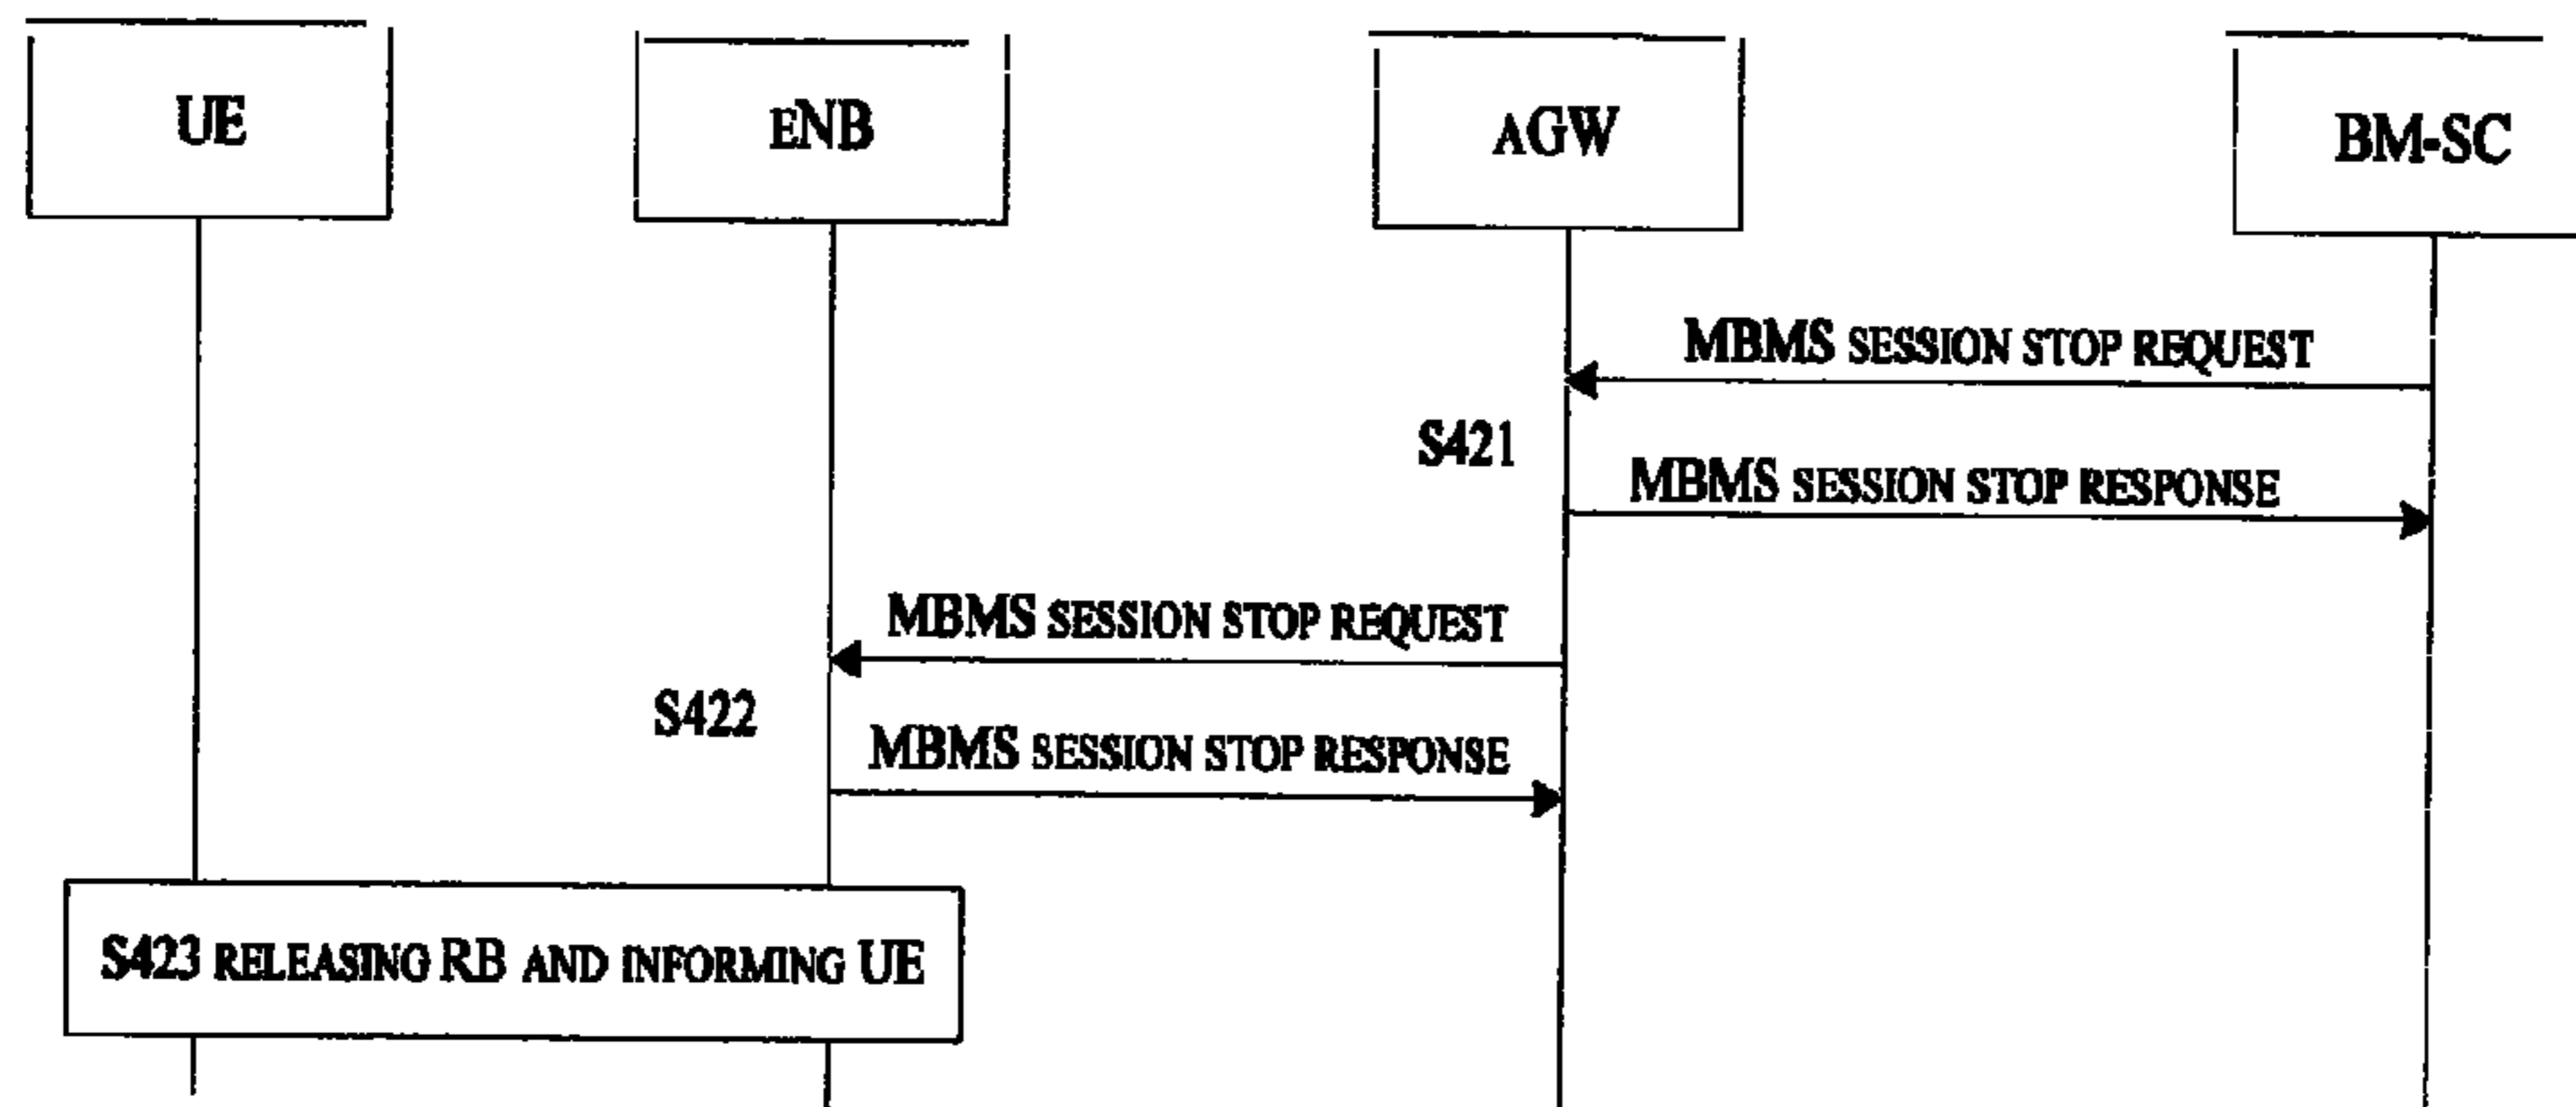 UE
ENB
AGW
BM-SC
MBMS SESSION STOP REQUEST
S421
MBMS SESSION STOP RESPONSE
MBMS SESSION STOP REQUEST
S422
MBMS SESSION STOP RESPONSE
S423 RELEASING RB AND INFORMING UE